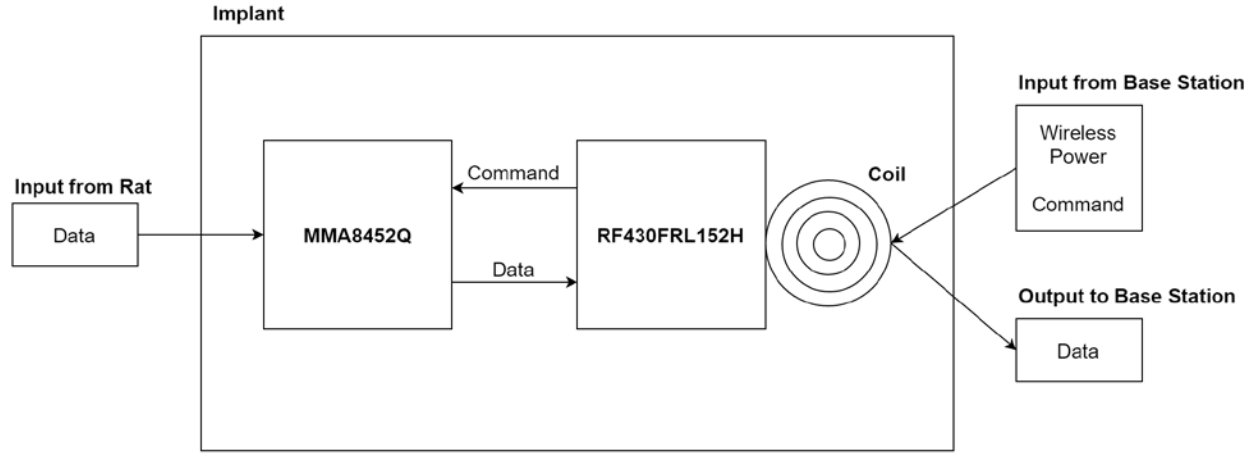 Implant
Input from Rat
Data
MMA8452Q
Command
Data
RF430FRL152H
Coil
Input from Base Station
Wireless
Power
Command
Output to Base Station
Data